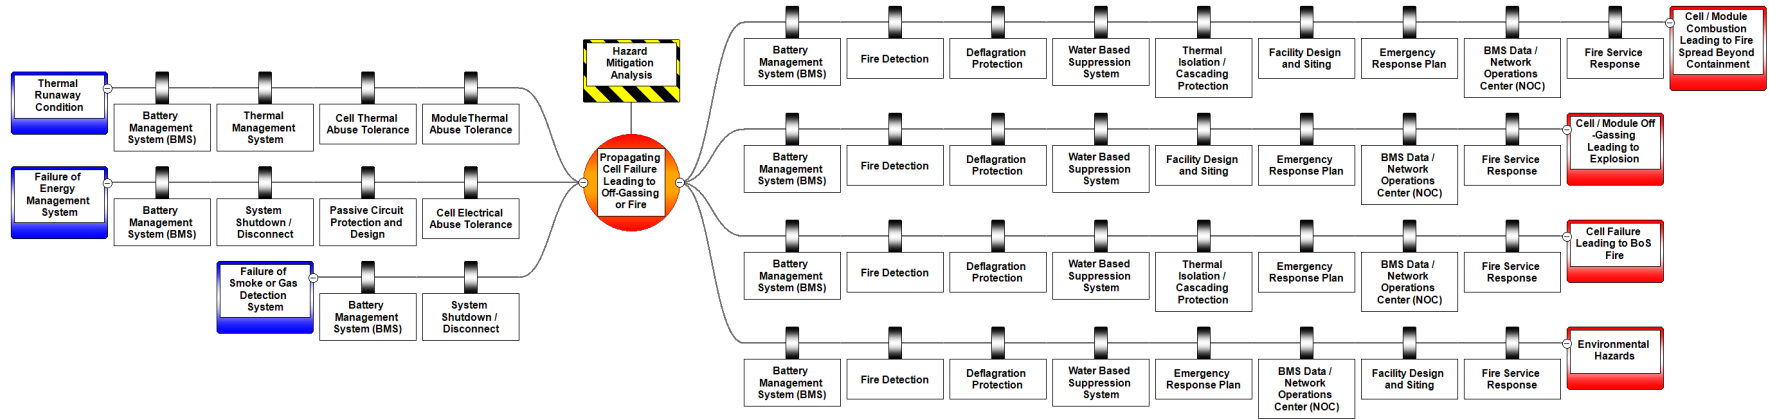 Thermal
Runaway
Condition
Battery
Management
System (BMS)
Thermal
Management
System
Cell Thermal
Abuse Tolerance
Module Thermal
Abuse Tolerance
Failure of
Energy
Management
System
Battery
Management
System (BMS)
System
Shutdown /
Disconnect
Passive Circuit
Protection and
Design
Cell Electrical
Abuse Tolerance
Failure of
Smoke or Gas
Detection
System
Battery
Management
System (BMS)
System
Shutdown /
Disconnect
Hazard
Mitigation
Analysis
Propagating
Cell Failure
Leading to
Off-Gassing
or Fire
Battery
Management
System (BMS)
Fire Detection
Deflagration
Protection
Water Based
Suppression
System
Thermal
Isolation /
Cascading
Protection
Facility Design
and Siting
Emergency
Response Plan
BMS Data /
Network
Operations
Center (NOC)
Fire Service
Response
Cell / Module
Combustion
Leading to Fire
Spread Beyond
Containment
Battery
Management
System (BMS)
Fire Detection
Deflagration
Protection
Water Based
Suppression
System
Facility Design
and Siting
Emergency
Response Plan
BMS Data /
Network
Operations
Center (NOC)
Fire Service
Response
Cell / Module Off
-Gassing
Leading to
Explosion
Battery
Management
System (BMS)
Fire Detection
Deflagration
Protection
Water Based
Suppression
System
Thermal
Isolation /
Cascading
Protection
Emergency
Response Plan
BMS Data /
Network
Operations
Center (NOC)
Fire Service
Response
Cell Failure
Leading to BoS
Fire
Battery
Management
System (BMS)
Fire Detection
Deflagration
Protection
Water Based
Suppression
System
Emergency
Response Plan
BMS Data /
Network
Operations
Center (NOC)
Facility Design
and Siting
Fire Service
Response
Environmental
Hazards